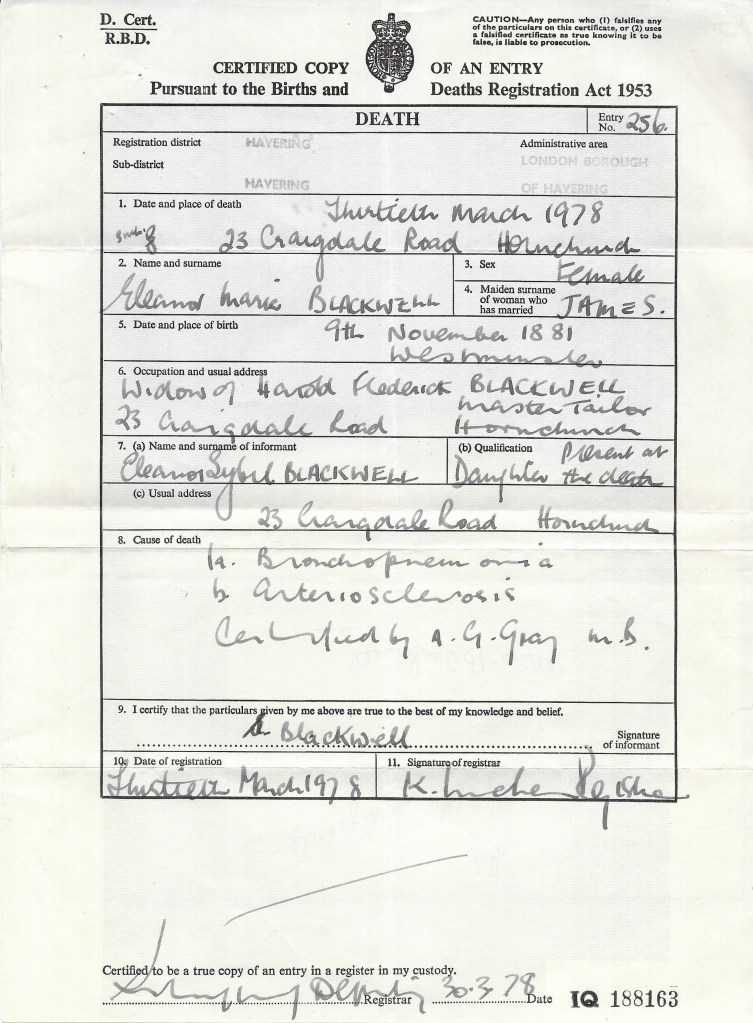 D. Cert.
R.B.D.
CAUTION—Any person who (1) falsifies any
of the particulars on this certificate, or (2) uses
a falsified certificate as true knowing it to be
false, is liable to prosecution.
CERTIFIED COPY OF AN ENTRY
Pursuant to the Births and Deaths Registration Act 1953
DEATH
Entry No. 256.
Registration district HAVERING Administrative area
Sub-district LONDON BOROUGH
HAVERING OF HAVERING
1. Date and place of death Thirtieth March 1978
23 Craigdale Road Hornchurch
2. Name and surname
Eleanor Marie BLACKWELL
3. Sex Female
4. Maiden surname of woman who has married JAMES.
5. Date and place of birth 9th November 1881
Westminster
6. Occupation and usual address
Widow of Harold Frederick BLACKWELL
Master Tailor
23 Craigdale Road Hornchurch
7. (a) Name and surname of informant
Eleanor Sybil BLACKWELL
(b) Qualification Present at
Daughter the death
(c) Usual address
23 Craigdale Road Hornchurch
8. Cause of death
1a. Bronchopneumonia
b. Arteriosclerosis
Certified by A. G. Gray M.B.
9. I certify that the particulars given by me above are true to the best of my knowledge and belief.
Blackwell
Signature
of informant
10. Date of registration
Thirtieth March 1978
11. Signature of registrar
K. Registrar
Certified to be a true copy of an entry in a register in my custody.
Deputy Registrar 30.3.78 Date IQ 188163